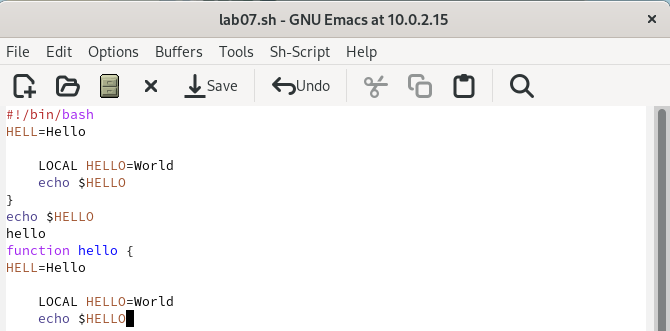 lab07.sh - GNU Emacs at 10.0.2.15
File Edit Options Buffers Tools Sh-Script Help
Save Undo
#!/bin/bash
HELL=Hello
LOCAL HELLO=World
echo $HELLO
}
echo $HELLO
hello
function hello {
HELL=Hello
LOCAL HELLO=World
echo $HELLO